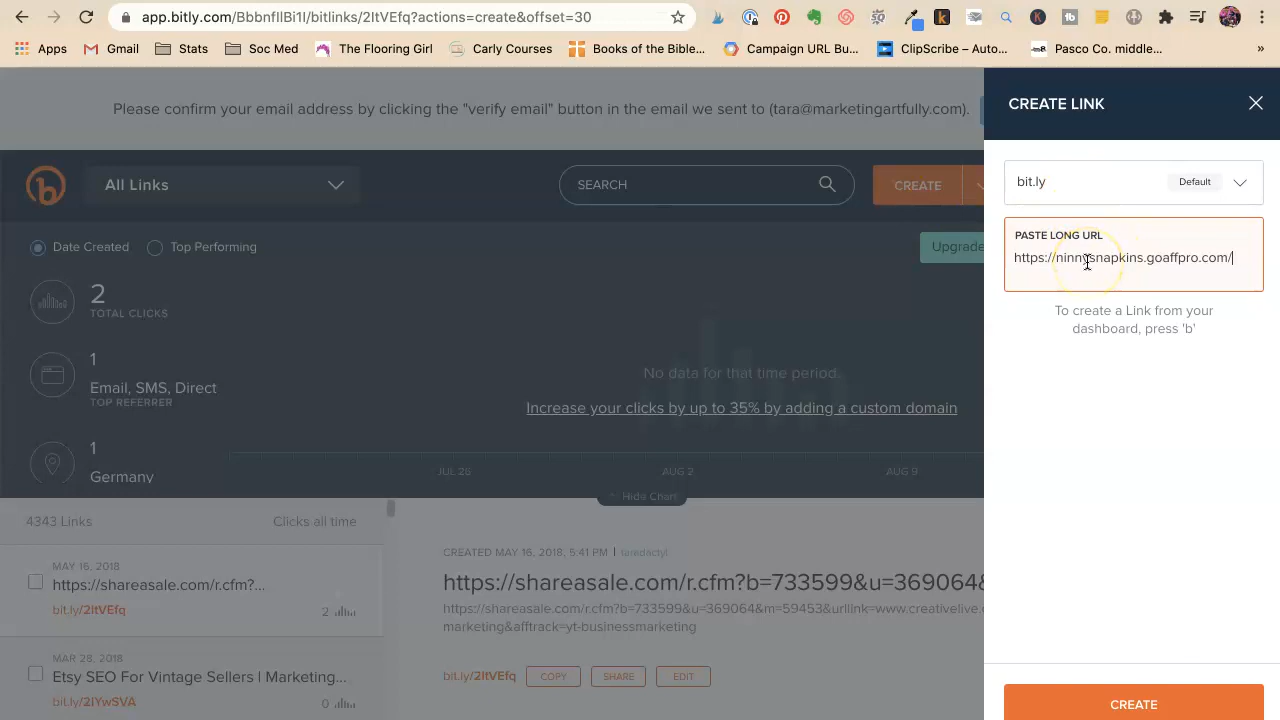 app.bitly.com/BbbnfIlBi1I/bitlinks/2ItVEfq?actions=create&offset=30
Apps
Gmail
Stats
Soc Med
The Flooring Girl
Carly Courses
Books of the Bible...
Campaign URL Bu...
ClipScribe – Auto...
Pasco Co. middle...
»
Please confirm your email address by clicking the "verify email" button in the email we sent to (tara@marketingartfully.com).
All Links
SEARCH
CREATE
Date Created
Top Performing
Upgrade
2
TOTAL CLICKS
1
Email, SMS, Direct
TOP REFERRER
1
Germany
No data for that time period.
Increase your clicks by up to 35% by adding a custom domain
JUL 26
AUG 2
AUG 9
Hide Chart
4343 Links
Clicks all time
MAY 16, 2018
https://shareasale.com/r.cfm?...
bit.ly/2ItVEfq
2
MAR 28, 2018
Etsy SEO For Vintage Sellers | Marketing...
bit.ly/2IYwSVA
0
CREATED MAY 16, 2018, 5:41 PM | taradactyl
https://shareasale.com/r.cfm?b=733599&u=369064&
https://shareasale.com/r.cfm?b=733599&u=369064&m=59453&urllink=www.creativelive.c
marketing&afftrack=yt-businessmarketing
bit.ly/2ItVEfq
COPY
SHARE
EDIT
CREATE LINK
bit.ly
Default
PASTE LONG URL
https://ninnysnapkins.goaffpro.com/
To create a Link from your
dashboard, press 'b'
CREATE